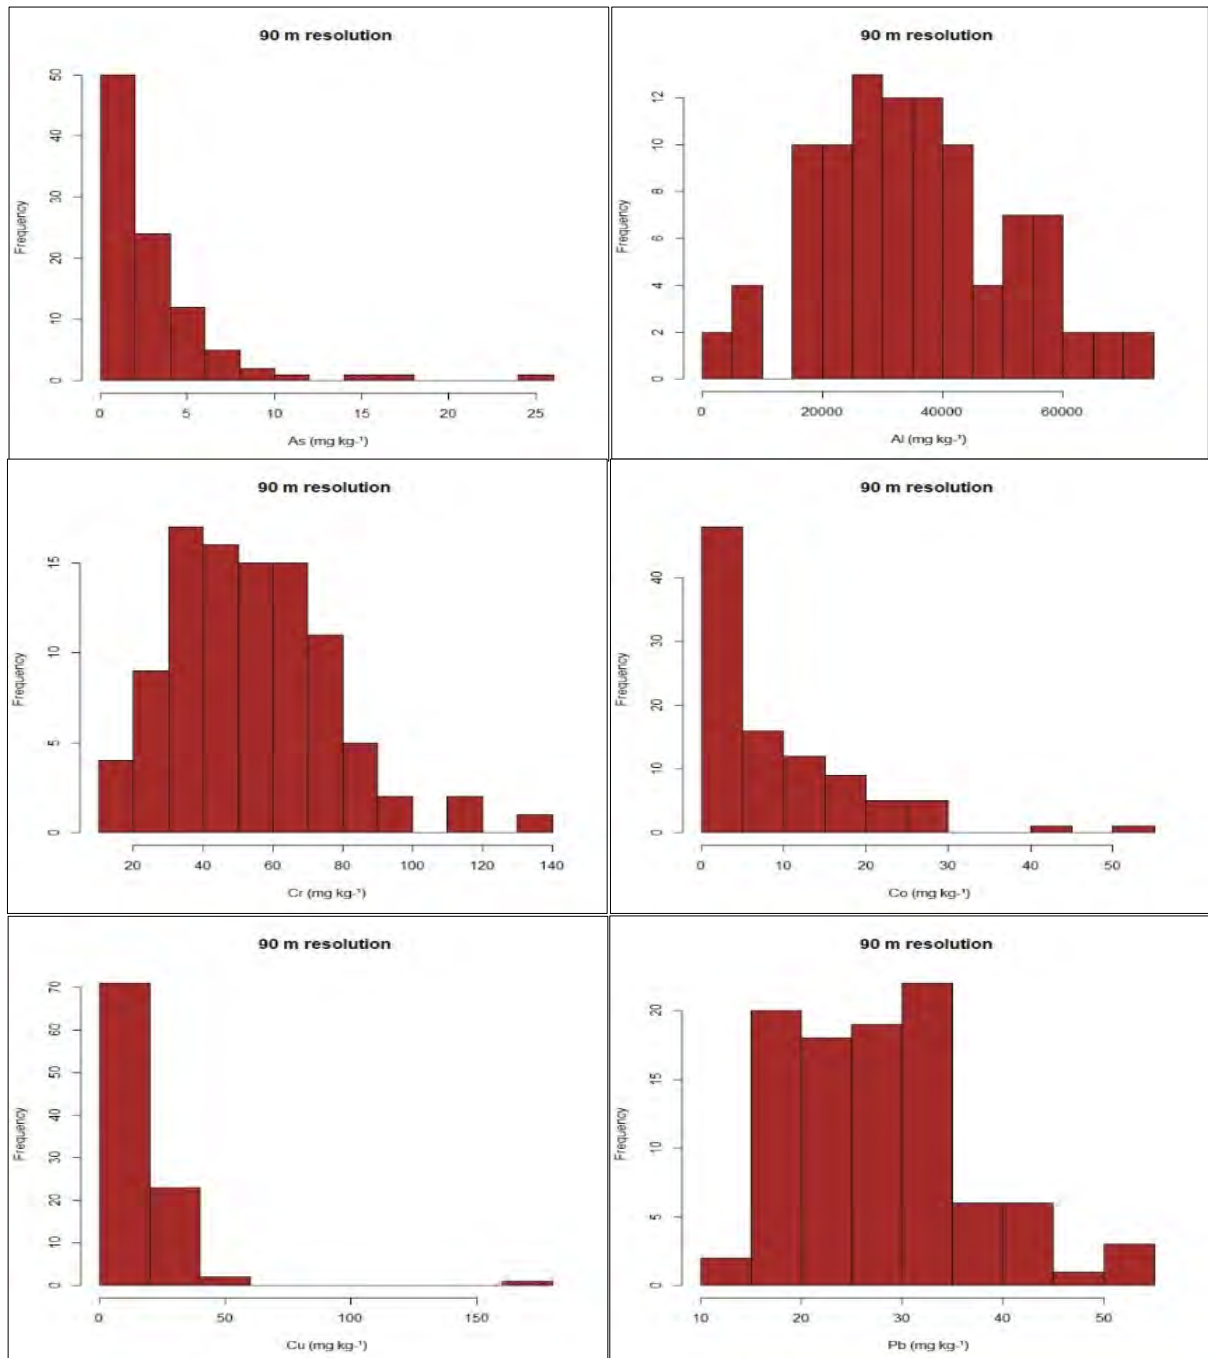 90 m resolution
50
40
30
20
10
0
Frequency
0 5 10 15 20 25
As (mg kg-¹)
90 m resolution
12
10
8
6
4
2
0
Frequency
0 20000 40000 60000
Al (mg kg-¹)
90 m resolution
15
10
5
0
Frequency
20 40 60 80 100 120 140
Cr (mg kg-¹)
90 m resolution
40
30
20
10
0
Frequency
0 10 20 30 40 50
Co (mg kg-¹)
90 m resolution
70
60
50
40
30
20
10
0
Frequency
0 50 100 150
Cu (mg kg-¹)
90 m resolution
20
15
10
5
0
Frequency
10 20 30 40 50
Pb (mg kg-¹)